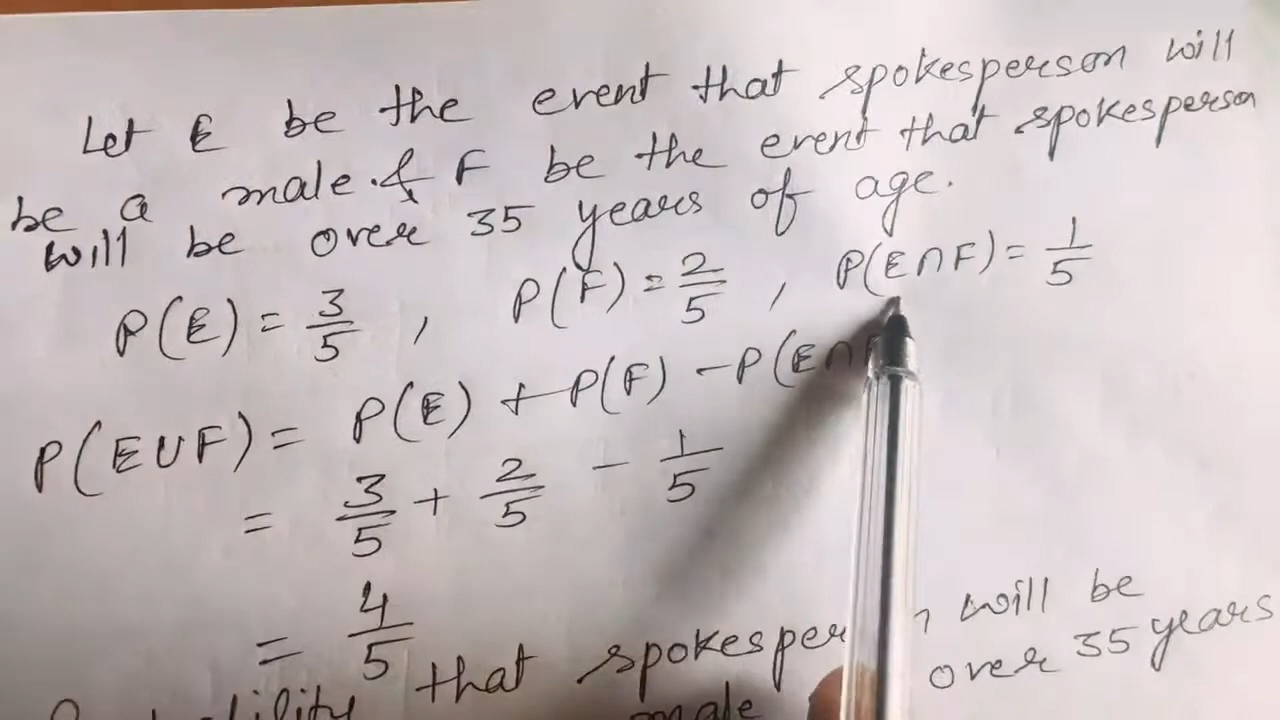 Let E be the event that spokesperson will
be a male & F be the event that spokesperson
will be over 35 years of age.
P(E) = 3/5 , P(F) = 2/5 , P(E∩F) = 1/5
P(E∪F) = P(E) + P(F) - P(E∩
= 3/5 + 2/5 - 1/5
= 4/5
that will be
male over 35 years